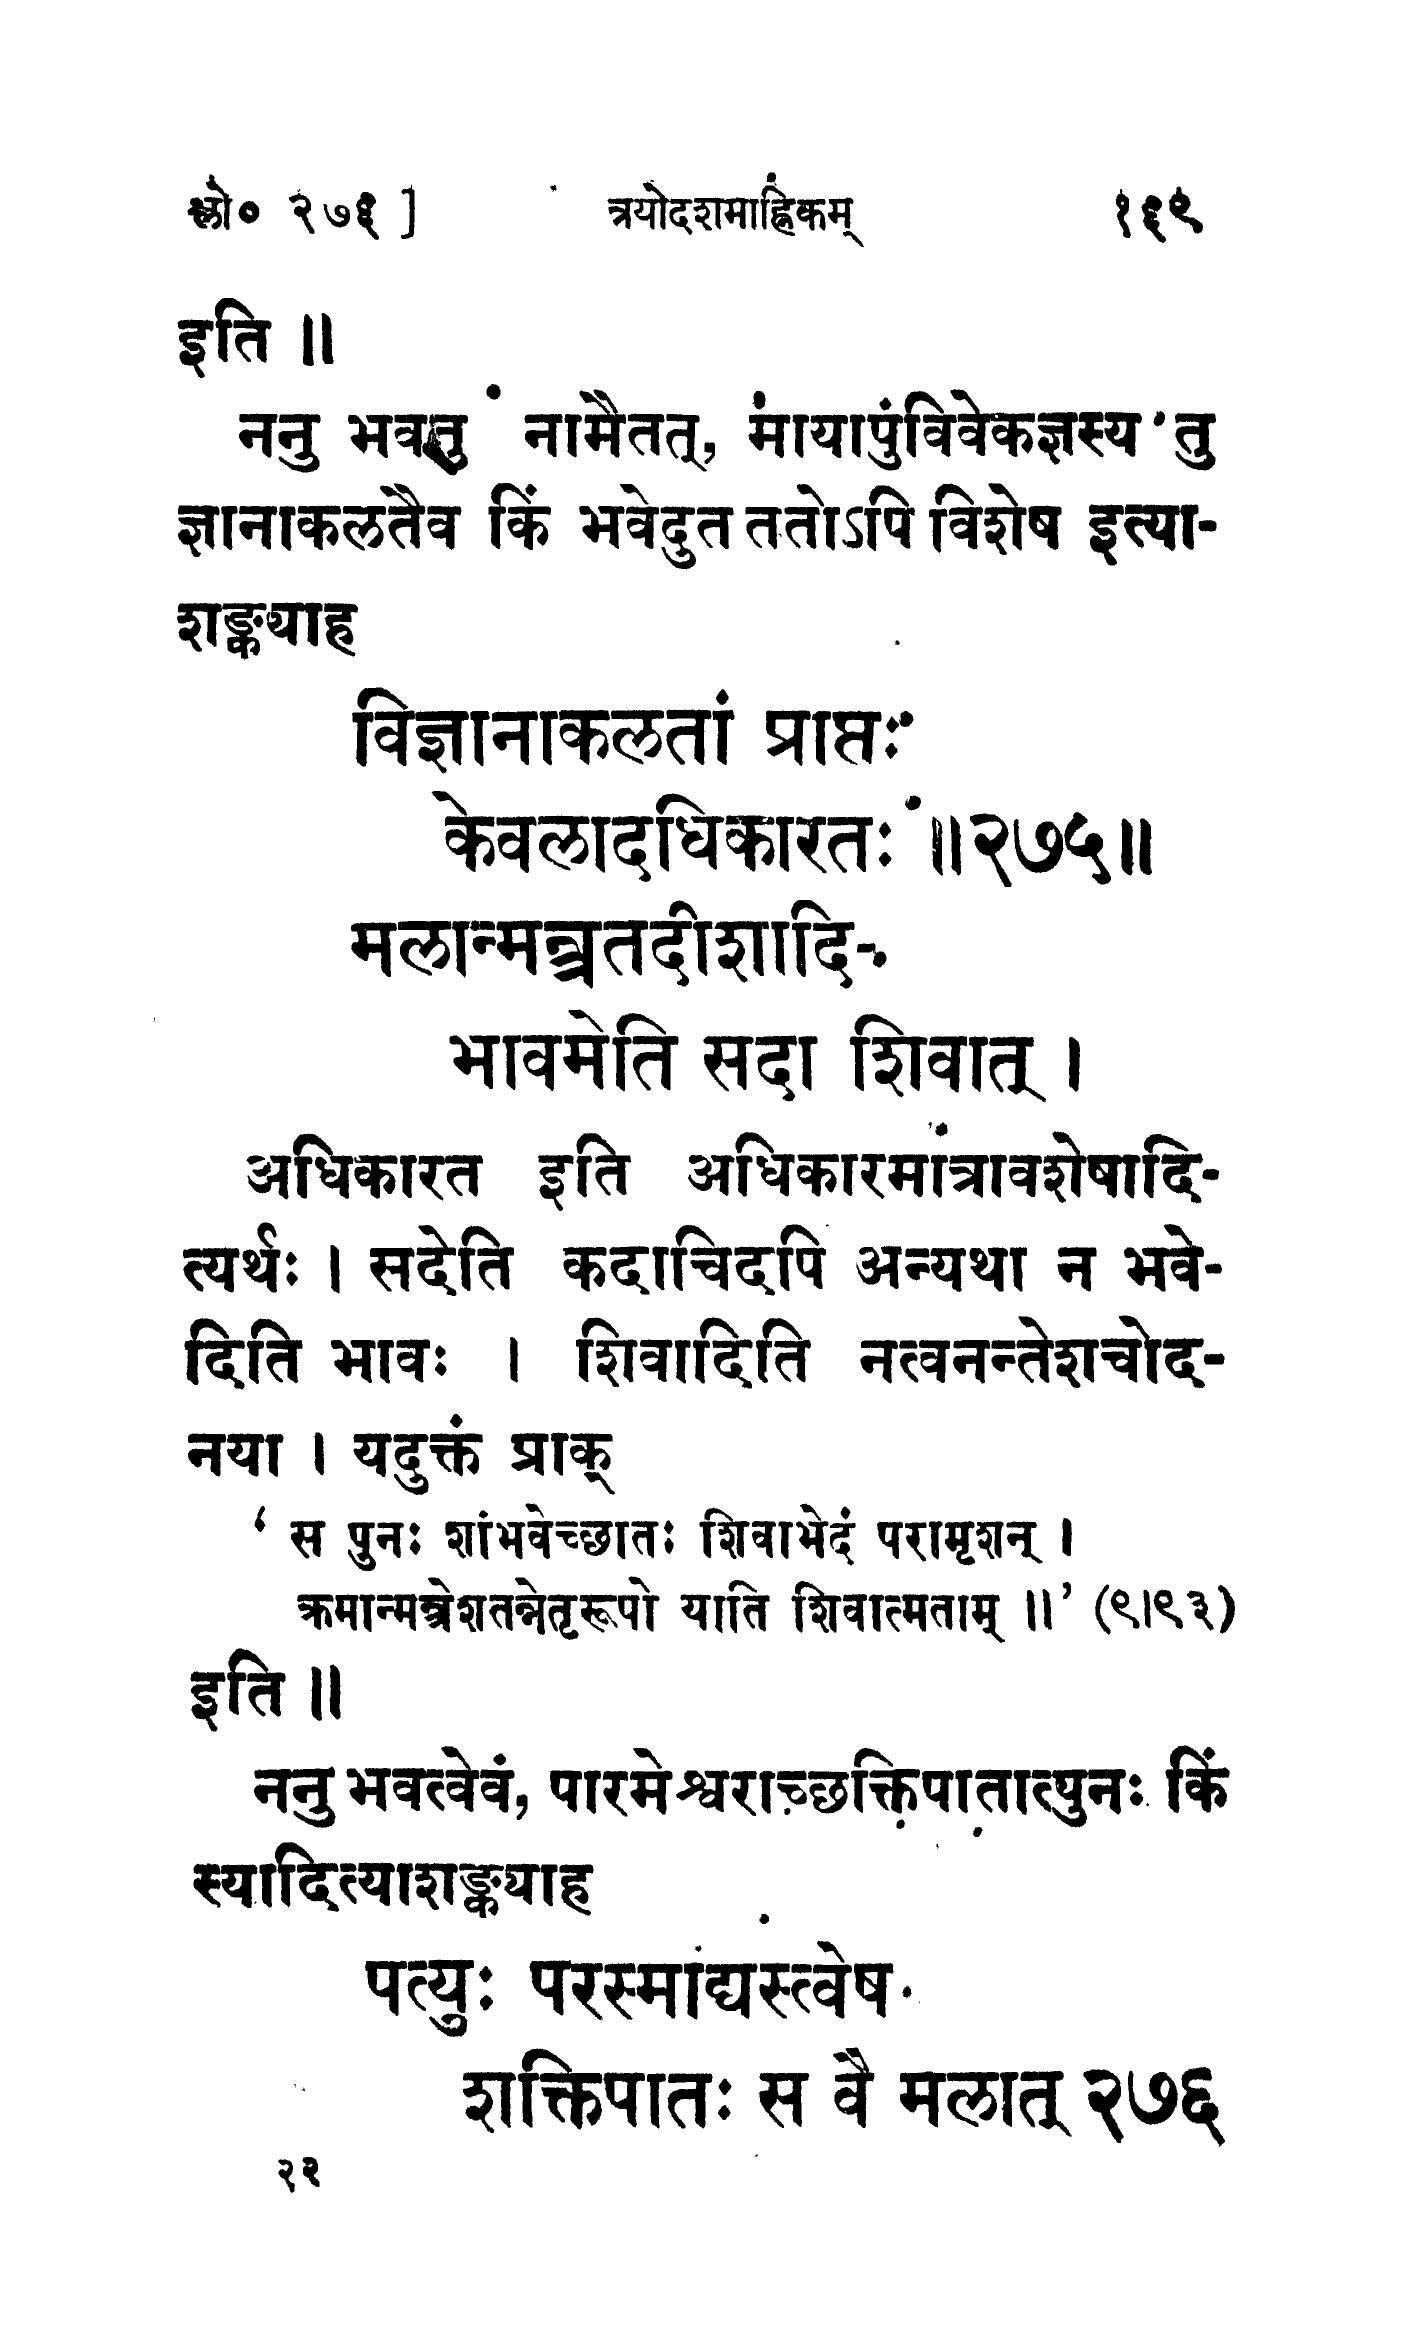 श्लो० २७६ ] त्रयोदशमाह्निकम् १६९
इति ॥
ननु भवतु नामैतत्, मायापुंविवेकज्ञस्य तु
ज्ञानाकलतैव किं भवेदुत ततोऽपि विशेष इत्या-
शङ्क्याह
विज्ञानाकलतां प्राप्तः
केवलादधिकारतः ॥२७५॥
मलान्मन्त्रतदीशादि-
भावमेति सदा शिवात् ।
अधिकारत इति अधिकारमात्रावशेषादि-
त्यर्थः । सदेति कदाचिदपि अन्यथा न भवे-
दिति भावः । शिवादिति नत्वनन्तेशचोद-
नया । यदुक्तं प्राक्
‘ स पुनः शांभवेच्छातः शिवाभेदं परामृशन् ।
क्रमान्मन्त्रेशतन्नेतृरूपो याति शिवात्मताम् ॥’ (९।९३)
इति ॥
ननु भवत्वेवं, पारमेश्वराच्छक्तिपातात्पुनः किं
स्यादित्याशङ्क्याह
पत्युः परस्माद्यस्त्वेष
शक्तिपातः स वै मलात् २७६
२२